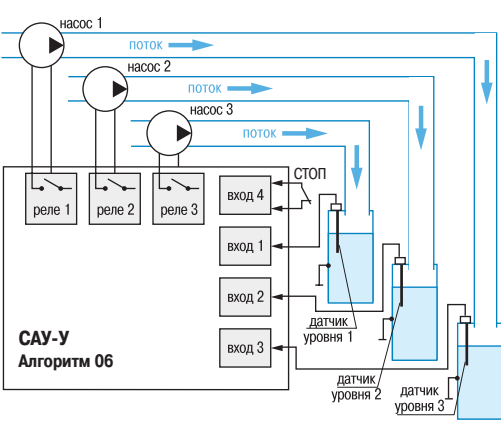 насос 1
поток
насос 2
поток
насос 3
поток
СТОП
реле 1
реле 2
реле 3
вход 4
вход 1
вход 2
вход 3
САУ-У
Алгоритм 06
датчик
уровня 1
датчик
уровня 2
датчик
уровня 3